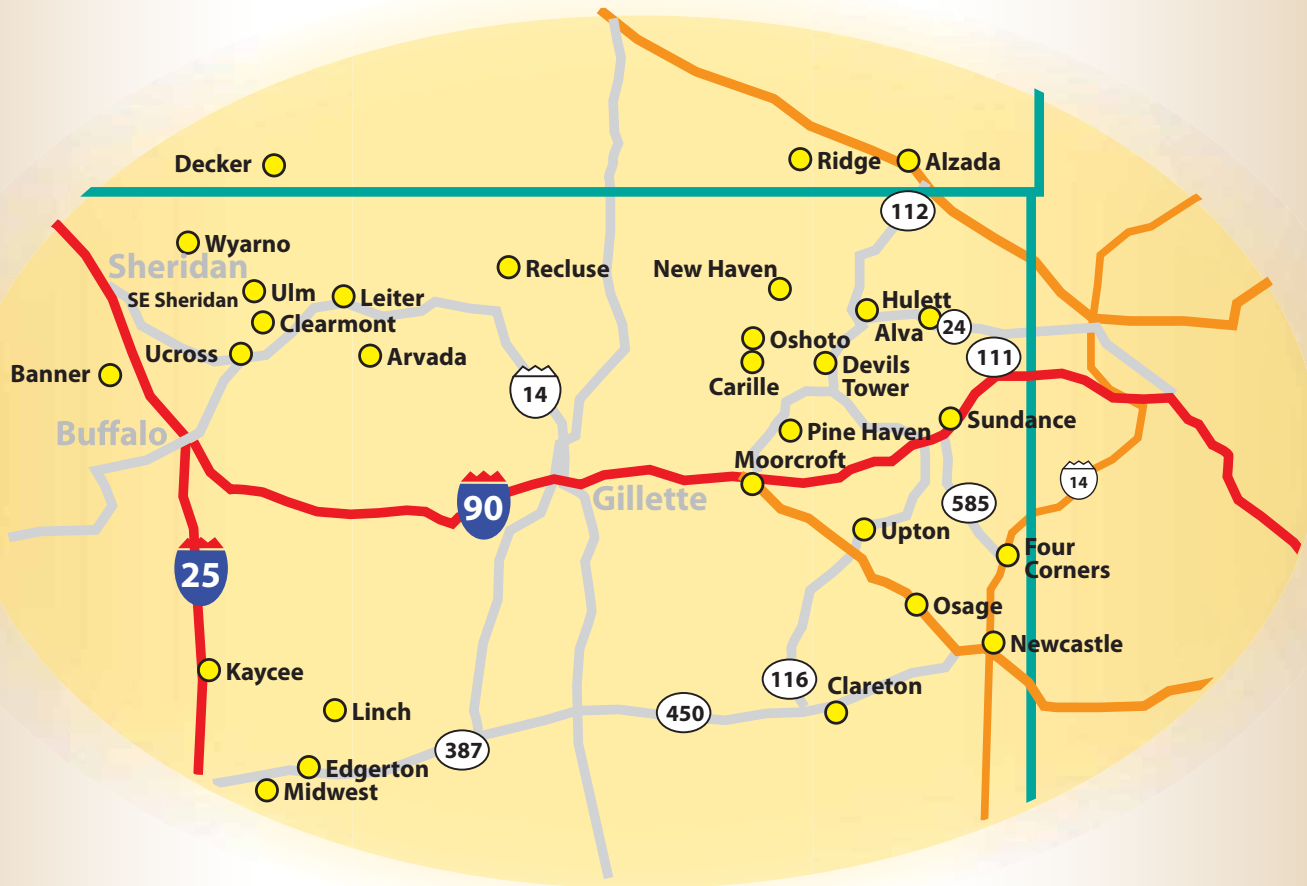 Decker
Ridge
Alzada
112
Wyarno
Sheridan
Recluse
New Haven
SE Sheridan
Ulm
Leiter
Hulett
Clearmont
Alva
24
Oshoto
Ucross
Arvada
111
Banner
Carille
Devils
Tower
14
Sundance
Buffalo
Pine Haven
Moorcroft
14
Gillette
90
585
Upton
Four
Corners
25
Osage
Newcastle
Kaycee
116
Clareton
Linch
450
387
Edgerton
Midwest